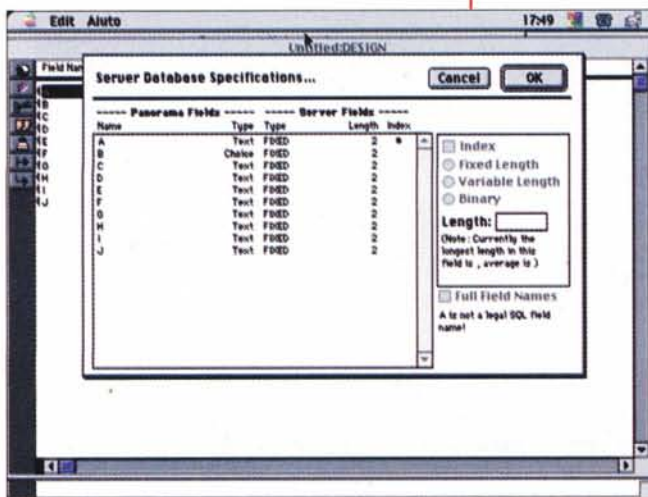 Edit Aiuto 17:49
Untitled:DESIGN
Field Nam
Server Database Specifications...
Cancel OK
----- Panorama Fields ----- ----- Server Fields -----
Name Type Type Length Index
A Text FIXED 2 •
B Choice FIXED 2
C Text FIXED 2
D Text FIXED 2
E Text FIXED 2
F Text FIXED 2
G Text FIXED 2
H Text FIXED 2
I Text FIXED 2
J Text FIXED 2
Index
Fixed Length
Variable Length
Binary
Length:
(Note: Currently the
longest length in this
field is , average is )
Full Field Names
A is not a legal SQL field
name!
B
C
D
E
F
G
H
I
J